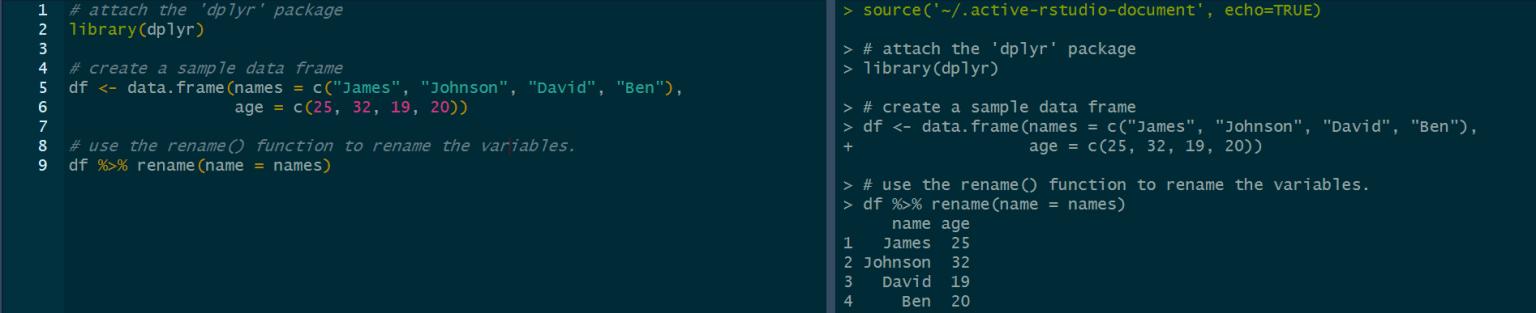 1 # attach the 'dplyr' package
2 library(dplyr)
3
4 # create a sample data frame
5 df <- data.frame(names = c("James", "Johnson", "David", "Ben"),
6                  age = c(25, 32, 19, 20))
7
8 # use the rename() function to rename the variables.
9 df %>% rename(name = names)
> source('~/.active-rstudio-document', echo=TRUE)
> # attach the 'dplyr' package
> library(dplyr)
> # create a sample data frame
> df <- data.frame(names = c("James", "Johnson", "David", "Ben"),
+                  age = c(25, 32, 19, 20))
> # use the rename() function to rename the variables.
> df %>% rename(name = names)
     name age
1   James  25
2 Johnson  32
3   David  19
4     Ben  20